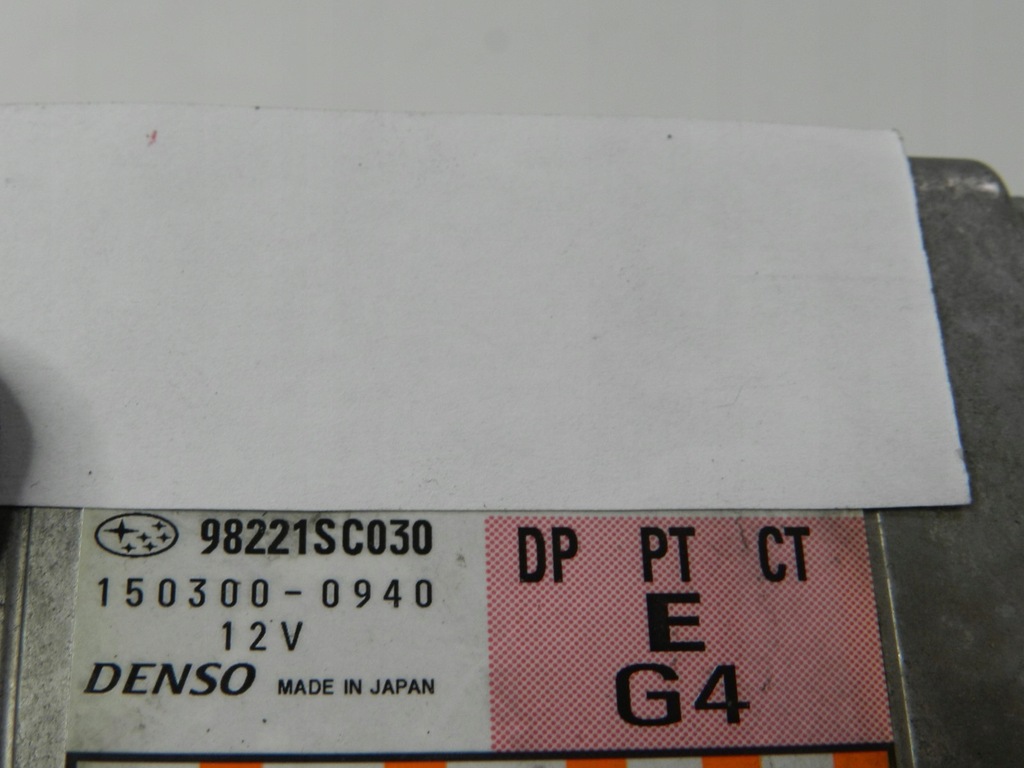 98221SC030
150300-0940
12V
DENSO MADE IN JAPAN
DP PT CT
E
G4